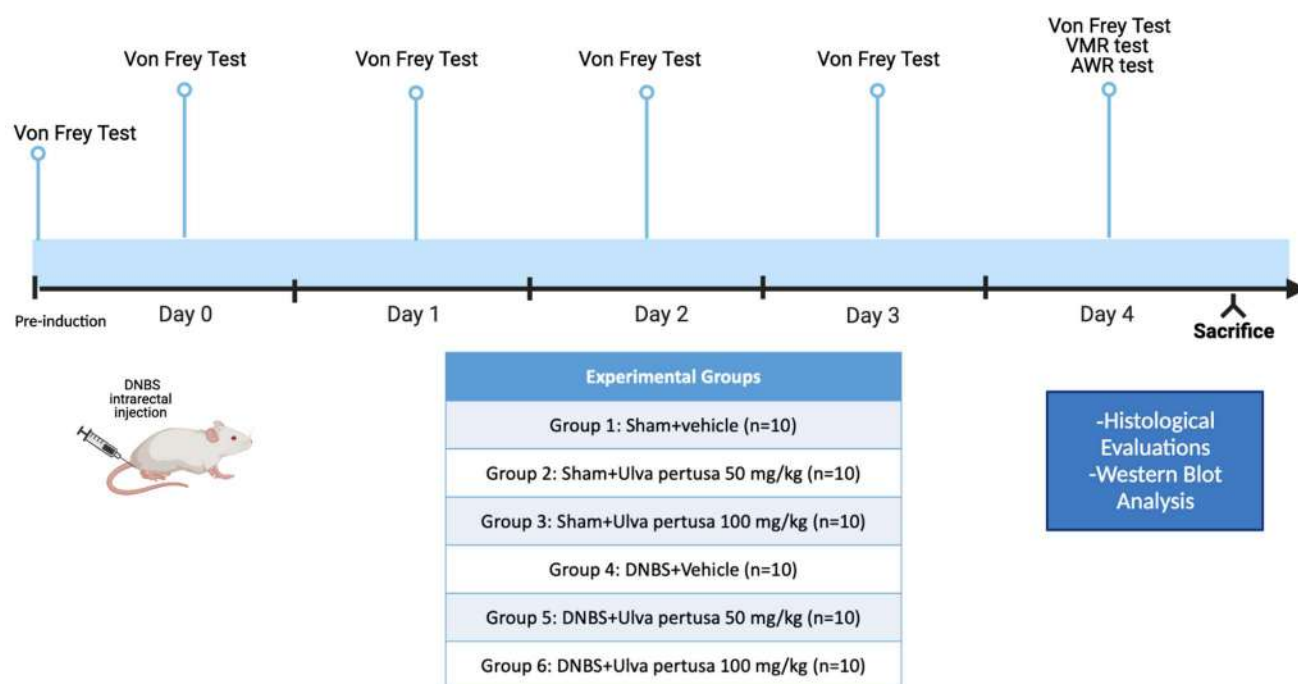 Von Frey Test
Von Frey Test
Von Frey Test
Von Frey Test
Von Frey Test
Von Frey Test
VMR test
AWR test
Pre-induction
Day 0
Day 1
Day 2
Day 3
Day 4
Sacrifice
DNBS
intrarectal
injection
Experimental Groups
Group 1: Sham+vehicle (n=10)
Group 2: Sham+Ulva pertusa 50 mg/kg (n=10)
Group 3: Sham+Ulva pertusa 100 mg/kg (n=10)
Group 4: DNBS+Vehicle (n=10)
Group 5: DNBS+Ulva pertusa 50 mg/kg (n=10)
Group 6: DNBS+Ulva pertusa 100 mg/kg (n=10)
-Histological
Evaluations
-Western Blot
Analysis